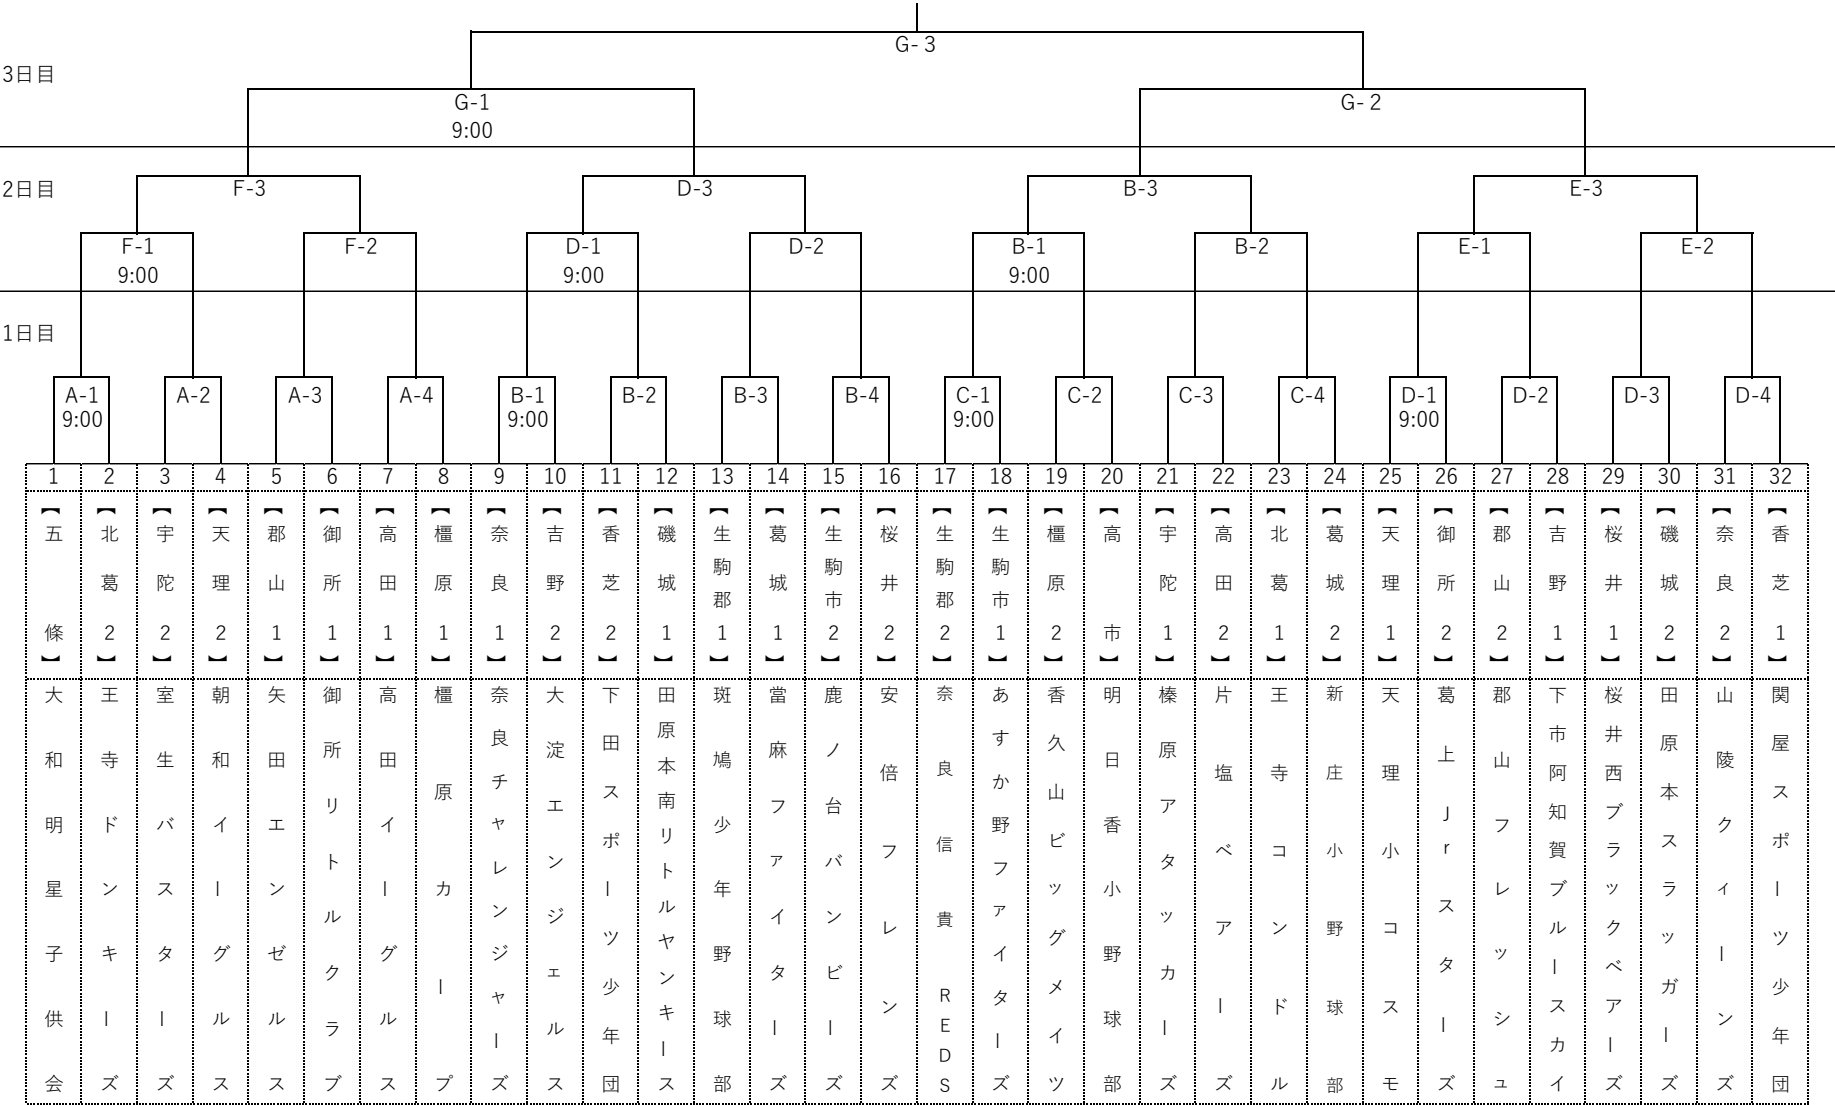 G-3
3日目
G-1
9:00
G-2
2日目
F-3
D-3
B-3
E-3
F-1
9:00
F-2
D-1
9:00
D-2
B-1
9:00
B-2
E-1
E-2
1日目
A-1
9:00
A-2
A-3
A-4
B-1
9:00
B-2
B-3
B-4
C-1
9:00
C-2
C-3
C-4
D-1
9:00
D-2
D-3
D-4
1
【五條】
大和明星子供会
2
【北葛2】
王寺ドンキーズ
3
【宇陀2】
室生バスターズ
4
【天理2】
朝和イーグルス
5
【郡山1】
矢田エンゼルス
6
【御所1】
御所リトルクラブ
7
【高田1】
高田イーグルス
8
【橿原1】
橿原カープ
9
【奈良1】
奈良チャレンジャーズ
10
【吉野2】
大淀エンジェルス
11
【香芝2】
下田スポーツ少年団
12
【磯城1】
田原本南リトルヤンキース
13
【生駒郡1】
斑鳩少年野球部
14
【葛城1】
當麻ファイターズ
15
【生駒市2】
鹿ノ台バンビーズ
16
【桜井2】
安倍フレンズ
17
【生駒郡2】
奈良信貴REDS
18
【生駒市1】
あすか野ファイターズ
19
【橿原2】
香久山ビッグメイツ
20
【高市】
明日香小野球部
21
【宇陀1】
榛原アタッカーズ
22
【高田2】
片塩ベアーズ
23
【北葛1】
王寺コンドル
24
【葛城2】
新庄小野球部
25
【天理1】
天理小コスモ
26
【御所2】
葛上Jrスターズ
27
【郡山2】
郡山フレッシュ
28
【吉野1】
下市阿知賀ブルースカイ
29
【桜井1】
桜井西ブラックベアーズ
30
【磯城2】
田原本スラッガーズ
31
【奈良2】
山陵クィーンズ
32
【香芝1】
関屋スポーツ少年団